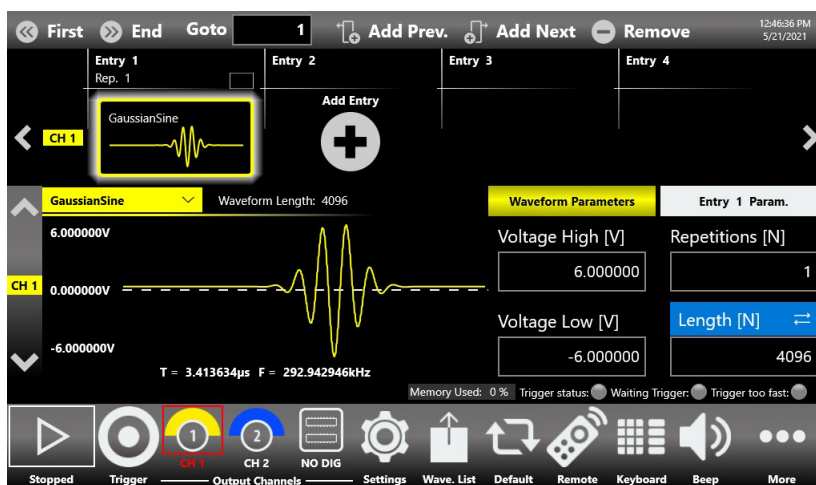 First End Goto 1 Add Prev. Add Next Remove 12:46:36 PM
5/21/2021
Entry 1 Entry 2 Entry 3 Entry 4
Rep. 1
Add Entry
GaussianSine
CH 1
GaussianSine Waveform Length: 4096 Waveform Parameters Entry 1 Param.
6.000000V Voltage High [V] Repetitions [N]
6.000000 1
CH 1 0.000000V
Voltage Low [V] Length [N]
-6.000000V -6.000000 4096
T = 3.413634µs F = 292.942946kHz
Memory Used: 0 % Trigger status: Waiting Trigger: Trigger too fast:
1 2
CH 1 CH 2 NO DIG
Stopped Trigger Output Channels Settings Wave. List Default Remote Keyboard Beep More